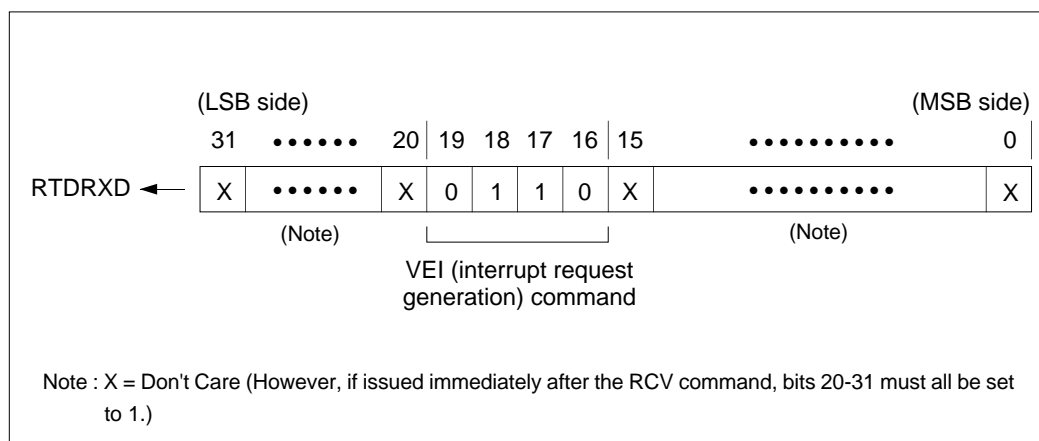 (LSB side) (MSB side)
31 •••••• 20 19 18 17 16 15 •••••••••• 0
RTDRXD X •••••• X 0 1 1 0 X •••••••••• X
(Note) (Note)
VEI (interrupt request
generation) command
Note : X = Don't Care (However, if issued immediately after the RCV command, bits 20-31 must all be set
to 1.)